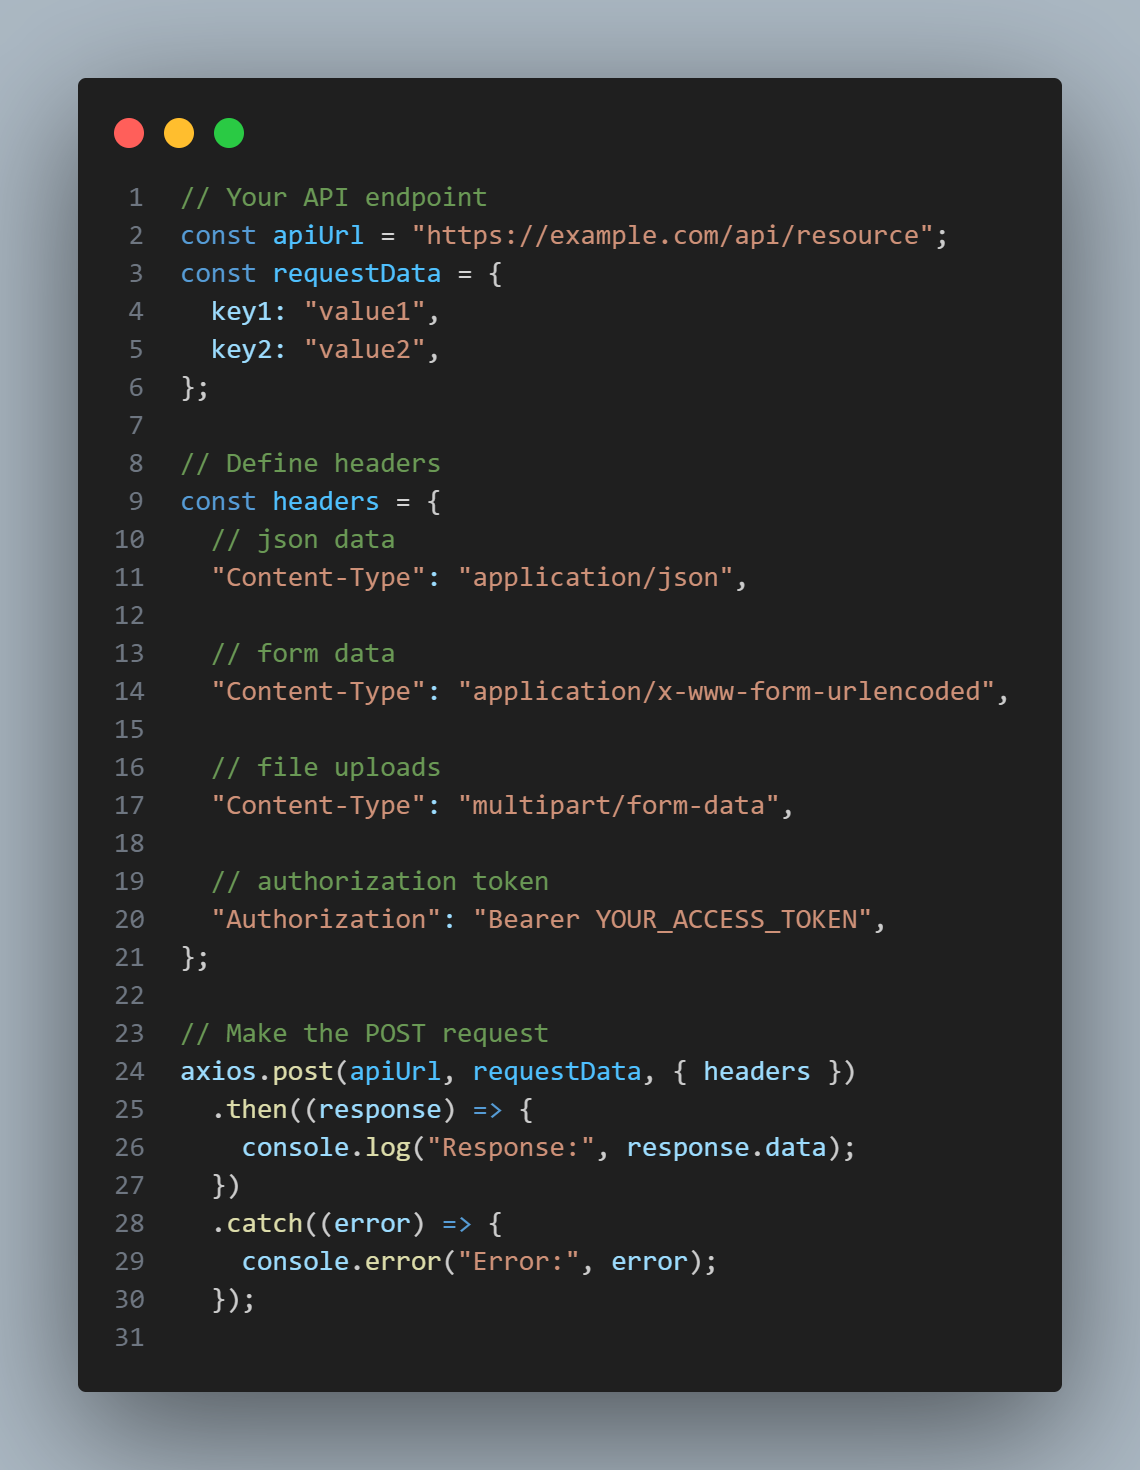 1 // Your API endpoint
2 const apiUrl = "https://example.com/api/resource";
3 const requestData = {
4   key1: "value1",
5   key2: "value2",
6 };
7
8 // Define headers
9 const headers = {
10   // json data
11   "Content-Type": "application/json",
12
13   // form data
14   "Content-Type": "application/x-www-form-urlencoded",
15
16   // file uploads
17   "Content-Type": "multipart/form-data",
18
19   // authorization token
20   "Authorization": "Bearer YOUR_ACCESS_TOKEN",
21 };
22
23 // Make the POST request
24 axios.post(apiUrl, requestData, { headers })
25   .then((response) => {
26     console.log("Response:", response.data);
27   })
28   .catch((error) => {
29     console.error("Error:", error);
30   });
31